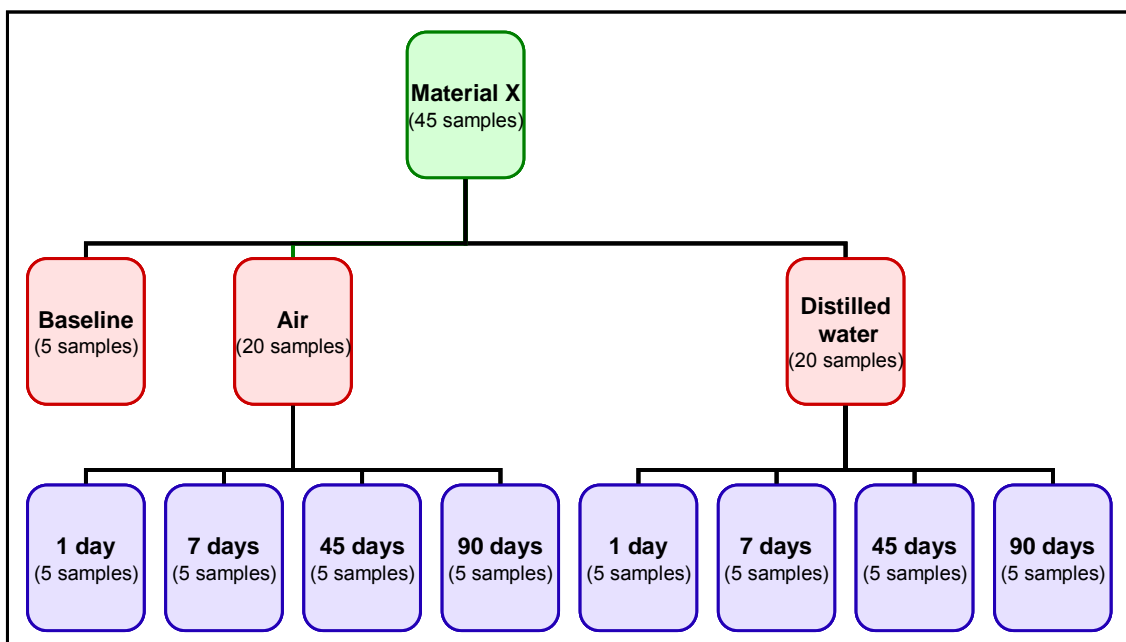 Material X
(45 samples)
Baseline
(5 samples)
Air
(20 samples)
Distilled
water
(20 samples)
1 day
(5 samples)
7 days
(5 samples)
45 days
(5 samples)
90 days
(5 samples)
1 day
(5 samples)
7 days
(5 samples)
45 days
(5 samples)
90 days
(5 samples)